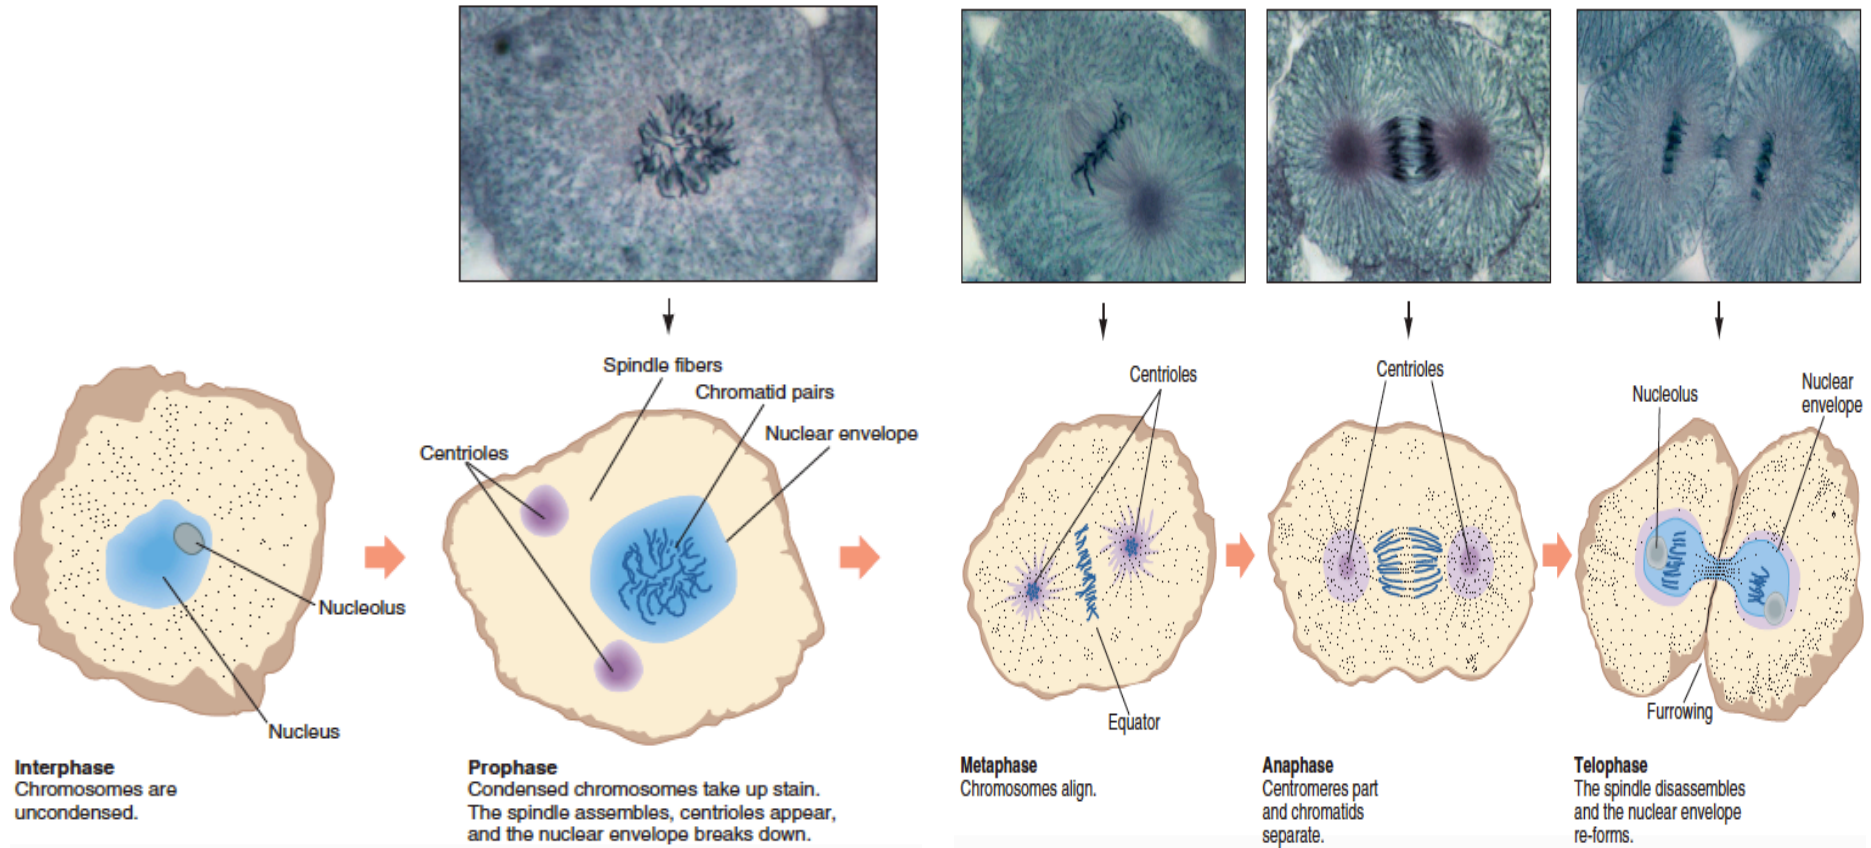 Nucleolus
Nucleus
Interphase
Chromosomes are
uncondensed.
Spindle fibers
Chromatid pairs
Nuclear envelope
Centrioles
Prophase
Condensed chromosomes take up stain.
The spindle assembles, centrioles appear,
and the nuclear envelope breaks down.
Centrioles
Equator
Metaphase
Chromosomes align.
Centrioles
Anaphase
Centromeres part
and chromatids
separate.
Nucleolus
Nuclear
envelope
Furrowing
Telophase
The spindle disassembles
and the nuclear envelope
re-forms.